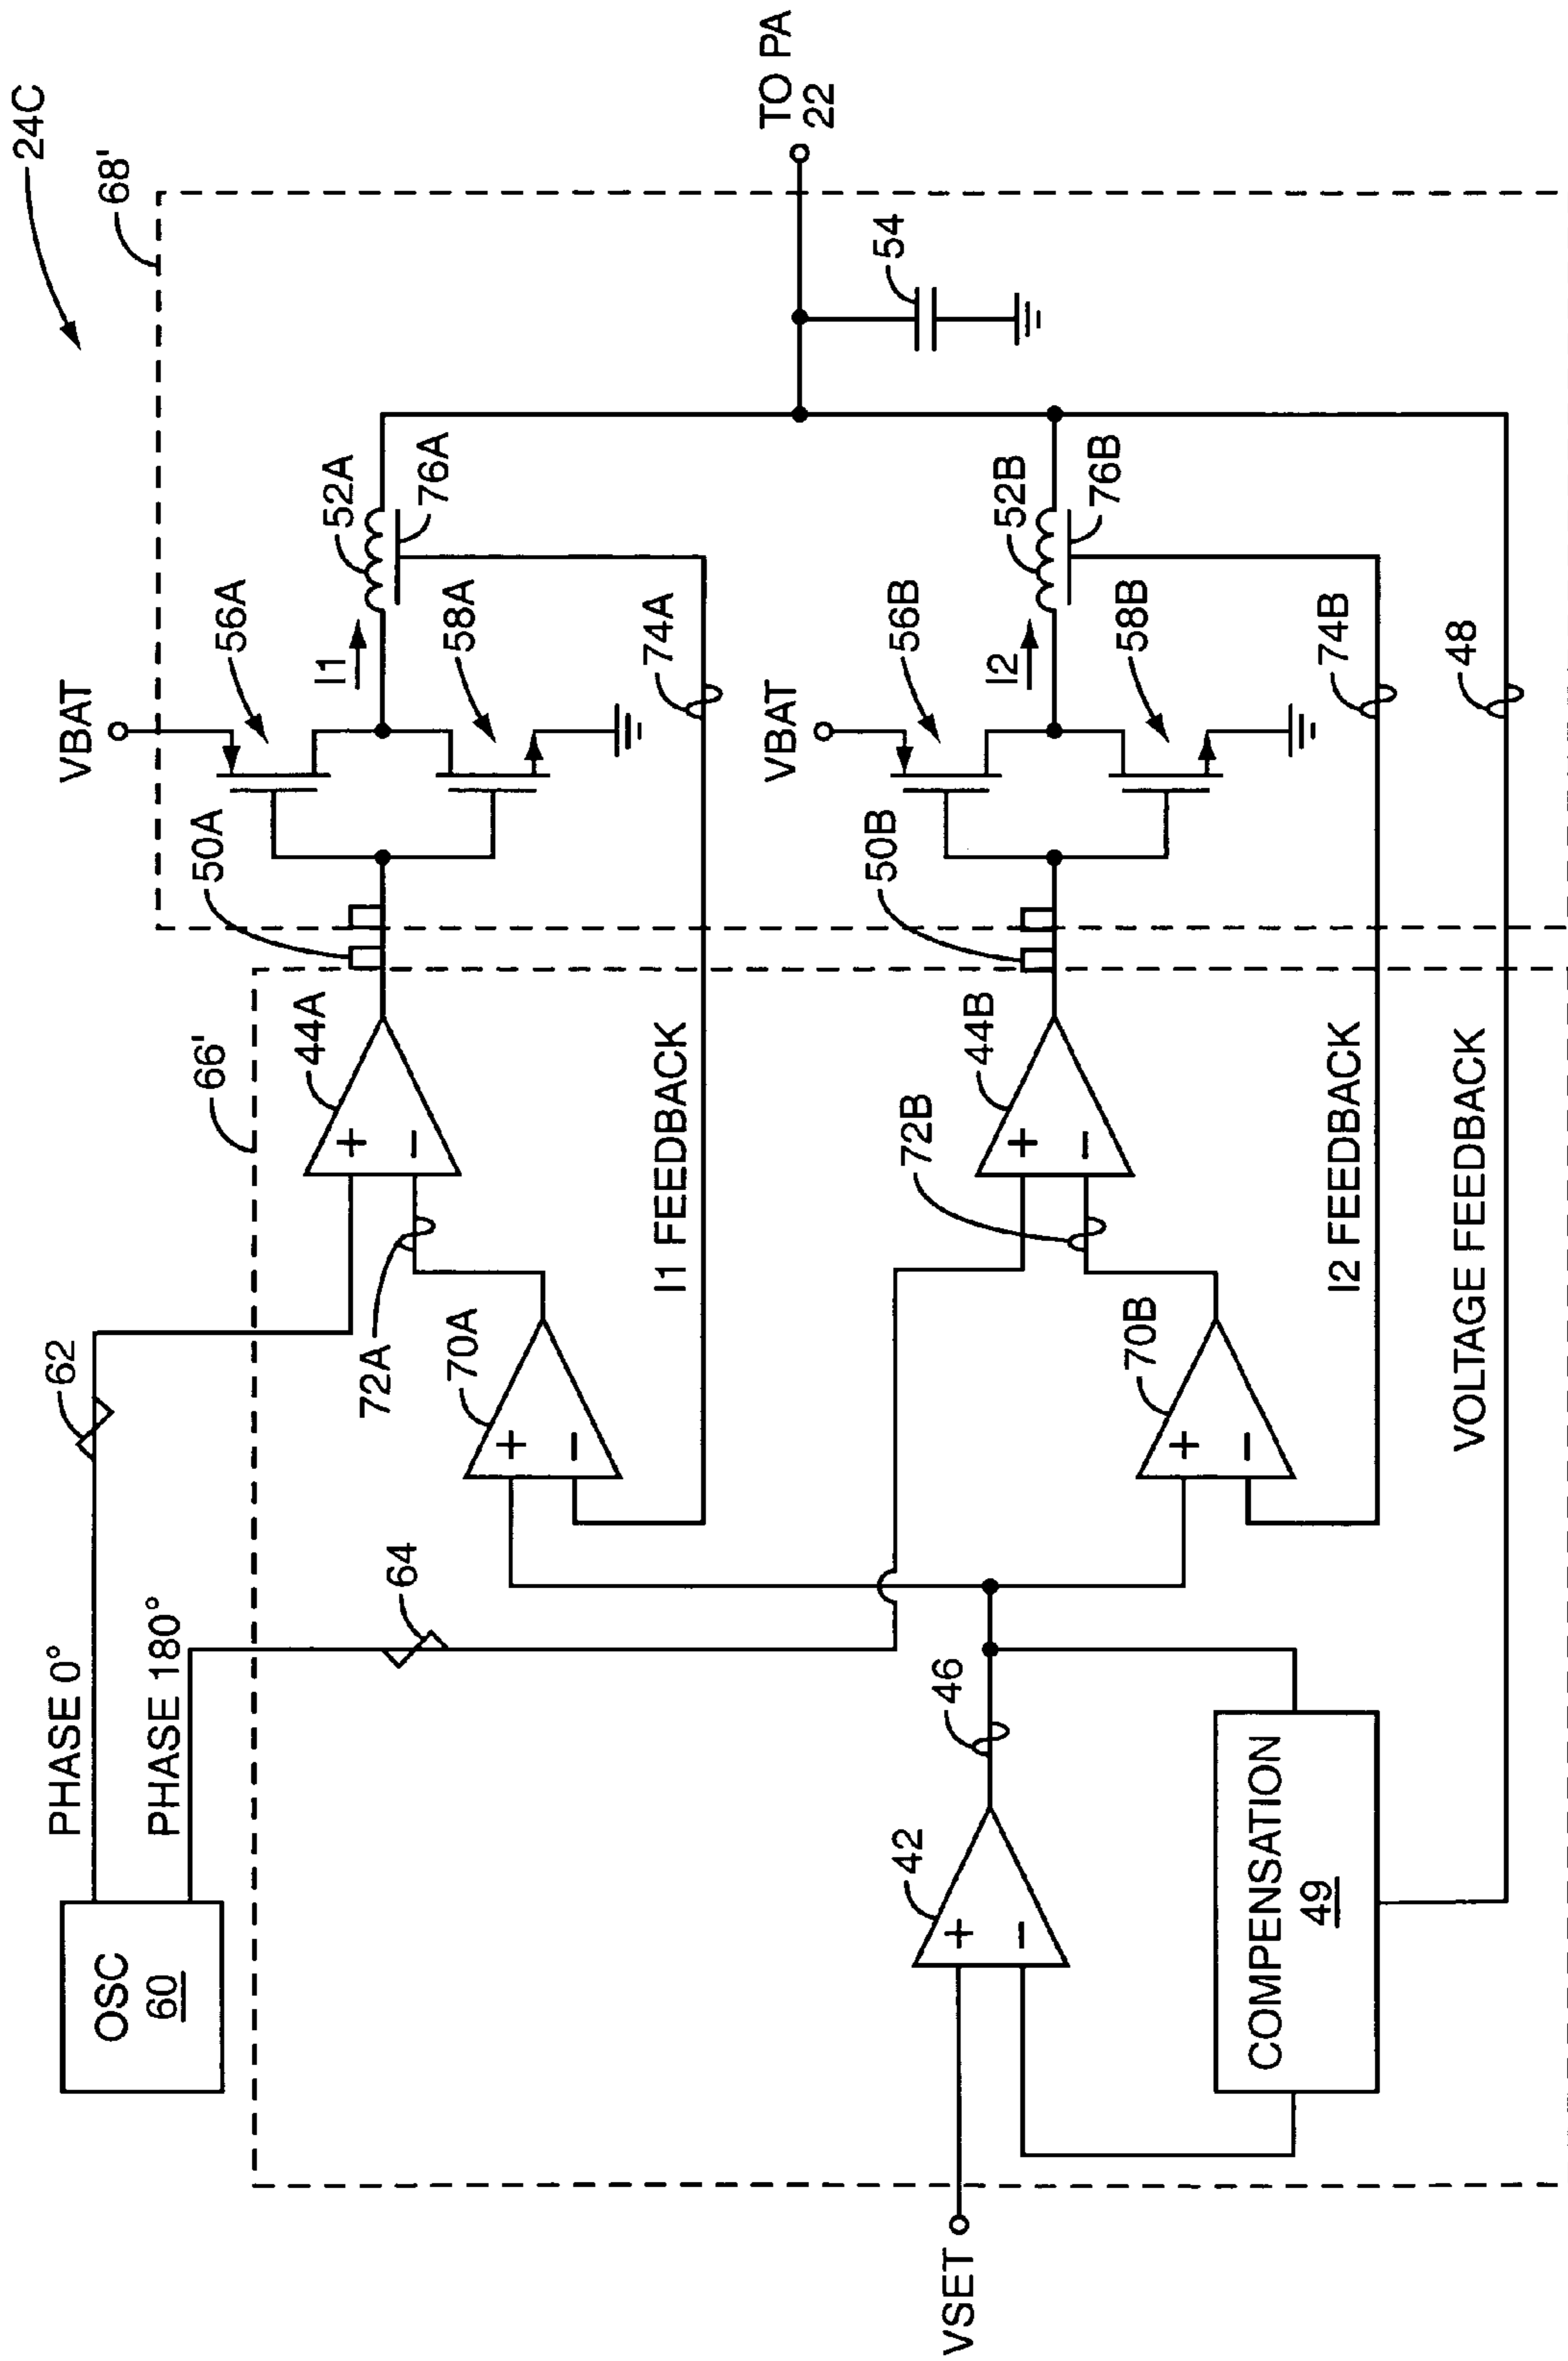 24C
68'
TO PA
22
54
VBAT
56A
52A
76A
I1
58A
74A
50A
66'
44A
+
−
62
72A
70A
+
−
I1 FEEDBACK
PHASE 0°
PHASE 180°
OSC
60
64
VBAT
56B
52B
76B
I2
58B
74B
50B
44B
+
−
72B
70B
+
−
I2 FEEDBACK
48
VOLTAGE FEEDBACK
46
42
+
−
VSET
COMPENSATION
49